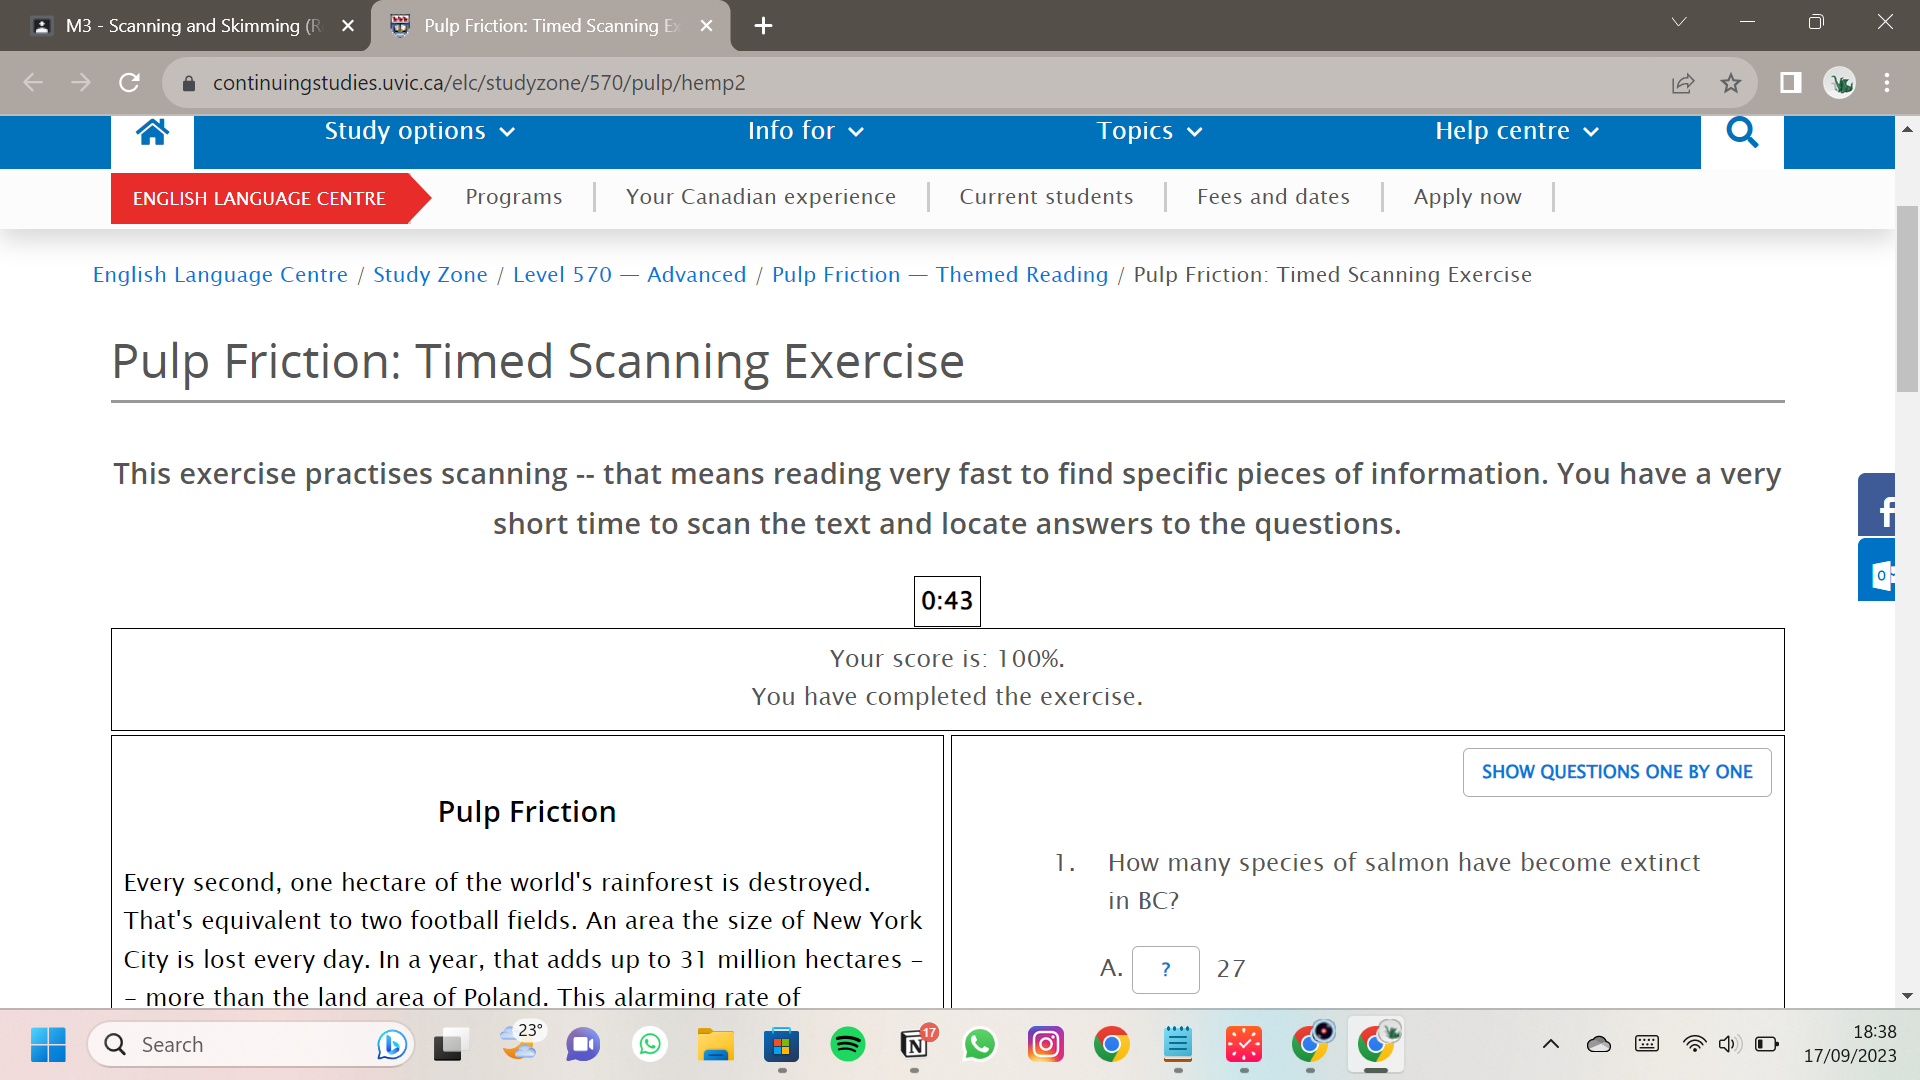 M3 - Scanning and Skimming (R
Pulp Friction: Timed Scanning Ex
continuingstudies.uvic.ca/elc/studyzone/570/pulp/hemp2
Study options
Info for
Topics
Help centre
ENGLISH LANGUAGE CENTRE
Programs
Your Canadian experience
Current students
Fees and dates
Apply now
English Language Centre / Study Zone / Level 570 — Advanced / Pulp Friction — Themed Reading / Pulp Friction: Timed Scanning Exercise
Pulp Friction: Timed Scanning Exercise
This exercise practises scanning -- that means reading very fast to find specific pieces of information. You have a very
short time to scan the text and locate answers to the questions.
0:43
Your score is: 100%.
You have completed the exercise.
Pulp Friction
Every second, one hectare of the world's rainforest is destroyed.
That's equivalent to two football fields. An area the size of New York
City is lost every day. In a year, that adds up to 31 million hectares -
- more than the land area of Poland. This alarming rate of
SHOW QUESTIONS ONE BY ONE
1. How many species of salmon have become extinct
in BC?
A. ? 27
Search
23°
17
18:38
17/09/2023